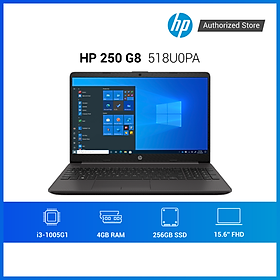 hp
Authorized Store
HP 250 G8 518U0PA
i3-1005G1
4GB RAM
256GB SSD
15.6" FHD